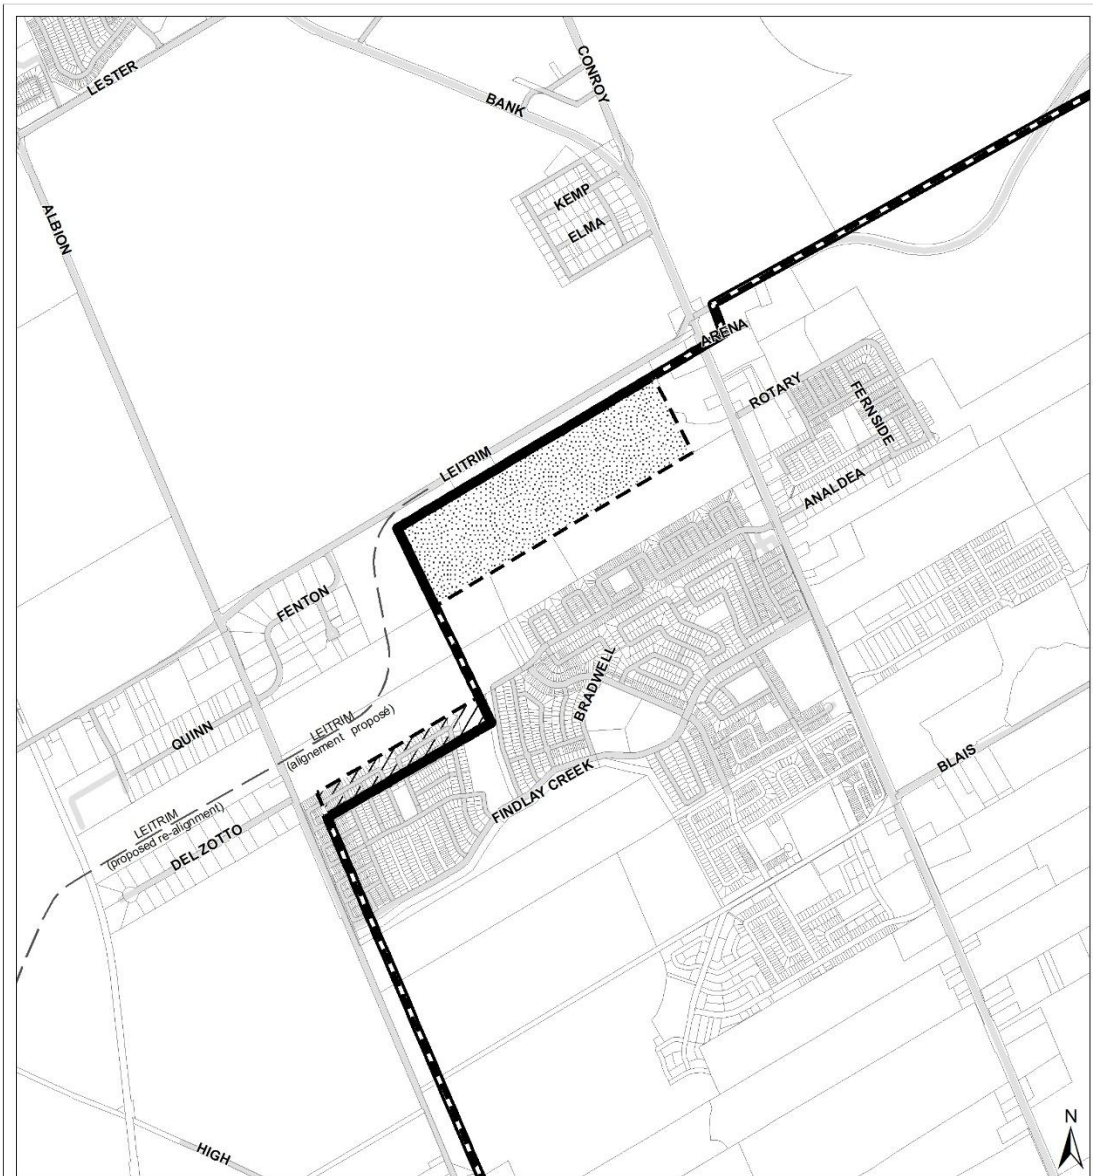 LESTER
CONROY
BANK
KEMP
ELMA
ALBION
ARENA
ROTARY
FERNSIDE
LEITRIM
ANALDEA
FENTON
BRADWELL
QUINN
LEITRIM
(alignement proposé)
BLAIS
FINDLAY CREEK
LEITRIM
(proposed re-alignment)
DEL ZOTTO
HIGH
N